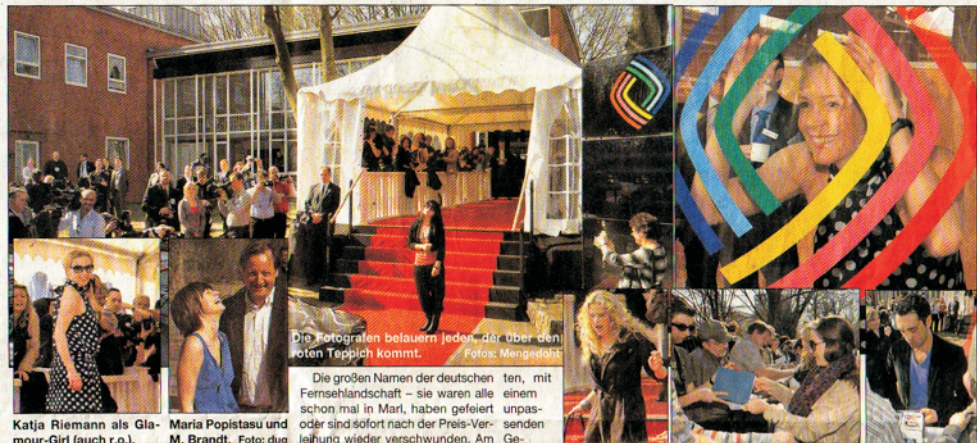 Die Fotografen belauern jeden, der über den
roten Teppich kommt. Fotos: Mengedoht
Katja Riemann als Gla-
mour-Girl (auch r.o.).
Maria Popistasu und
M. Brandt. Foto: dug
Die großen Namen der deutschen
Fernsehlandschaft – sie waren alle
schon mal in Marl, haben gefeiert
oder sind sofort nach der Preis-Ver-
leihung wieder verschwunden. Am
ten, mit
einem
unpas-
senden
Ge-